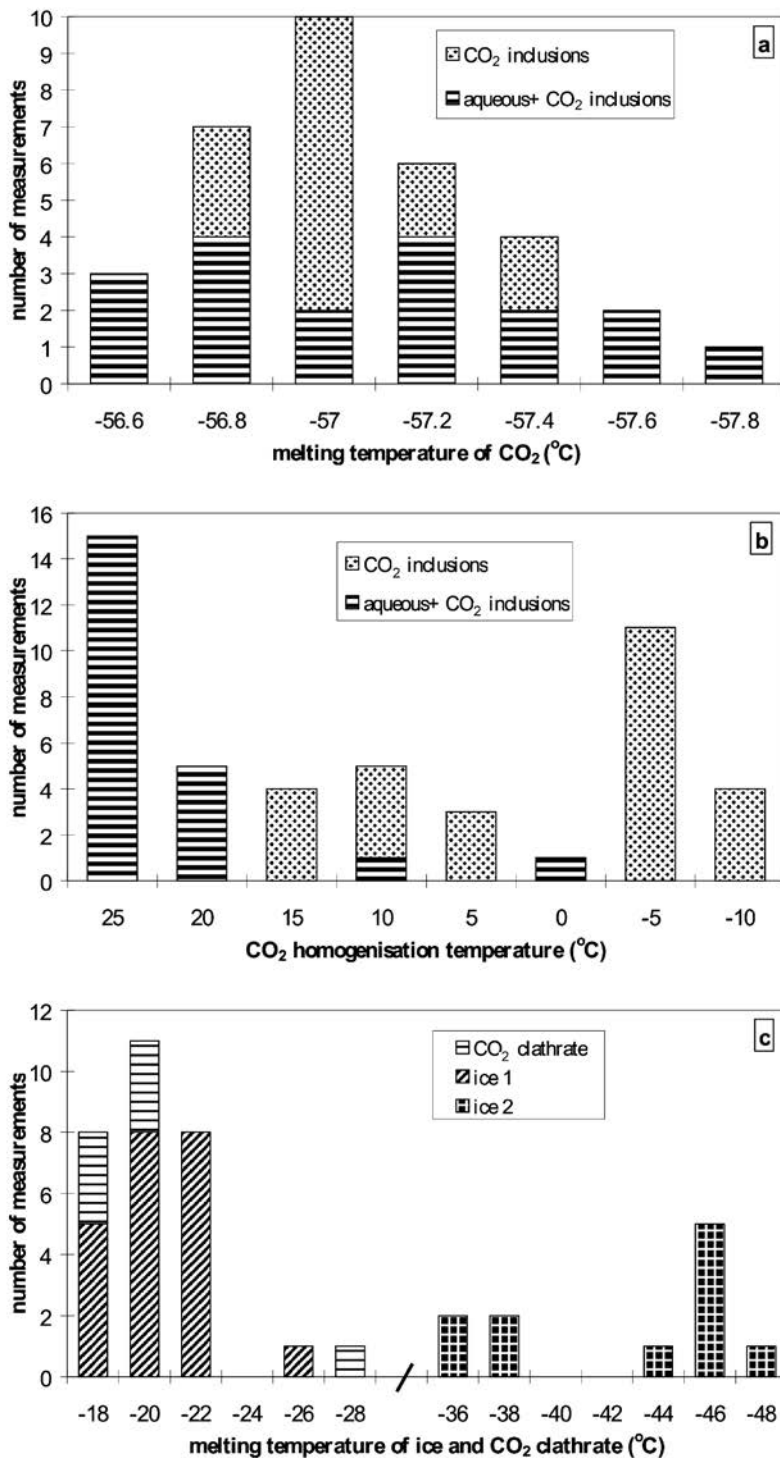 a
CO₂ inclusions
aqueous+ CO₂ inclusions
number of measurements
10
9
8
7
6
5
4
3
2
1
0
-56.6 -56.8 -57 -57.2 -57.4 -57.6 -57.8
melting temperature of CO₂ (°C)
b
CO₂ inclusions
aqueous+ CO₂ inclusions
number of measurements
16
14
12
10
8
6
4
2
0
25 20 15 10 5 0 -5 -10
CO₂ homogenisation temperature (°C)
c
CO₂ clathrate
ice 1
ice 2
number of measurements
12
10
8
6
4
2
0
-18 -20 -22 -24 -26 -28 -36 -38 -40 -42 -44 -46 -48
melting temperature of ice and CO₂ clathrate (°C)